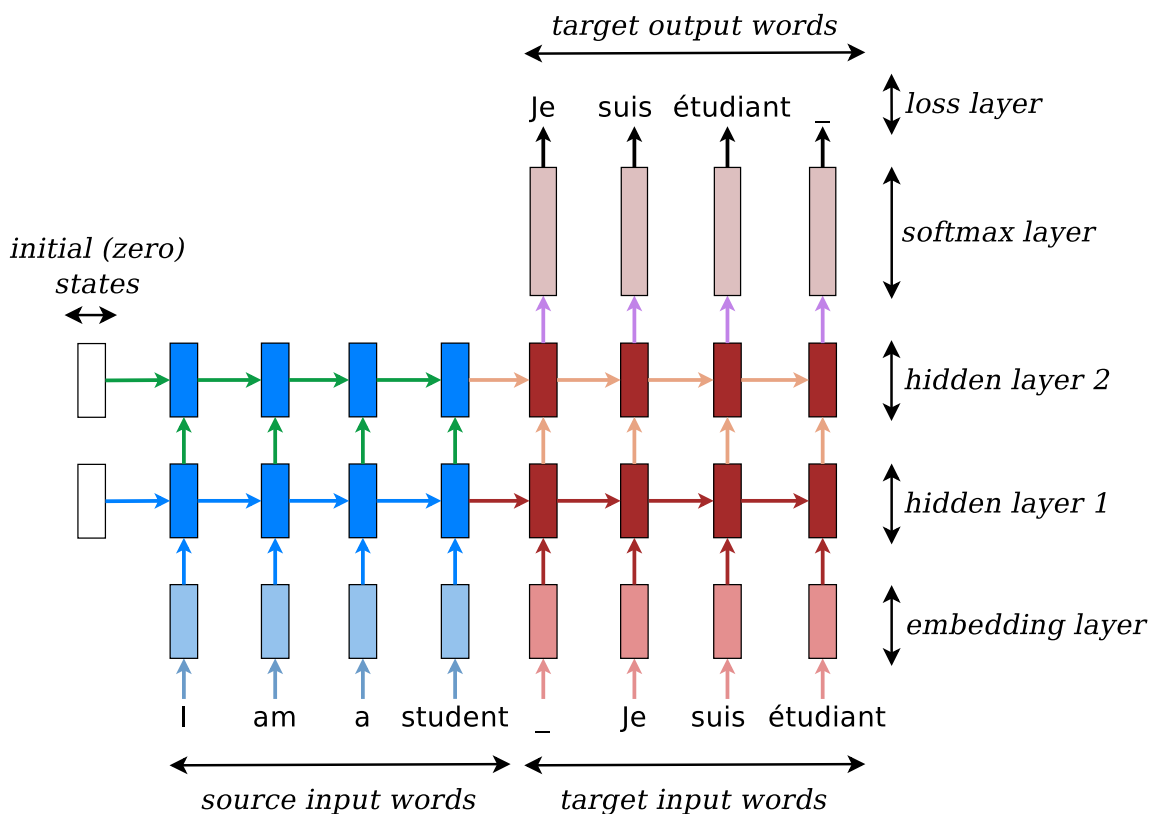 target output words
Je suis étudiant _
loss layer
softmax layer
initial (zero)
states
hidden layer 2
hidden layer 1
embedding layer
I am a student _ Je suis étudiant
source input words
target input words